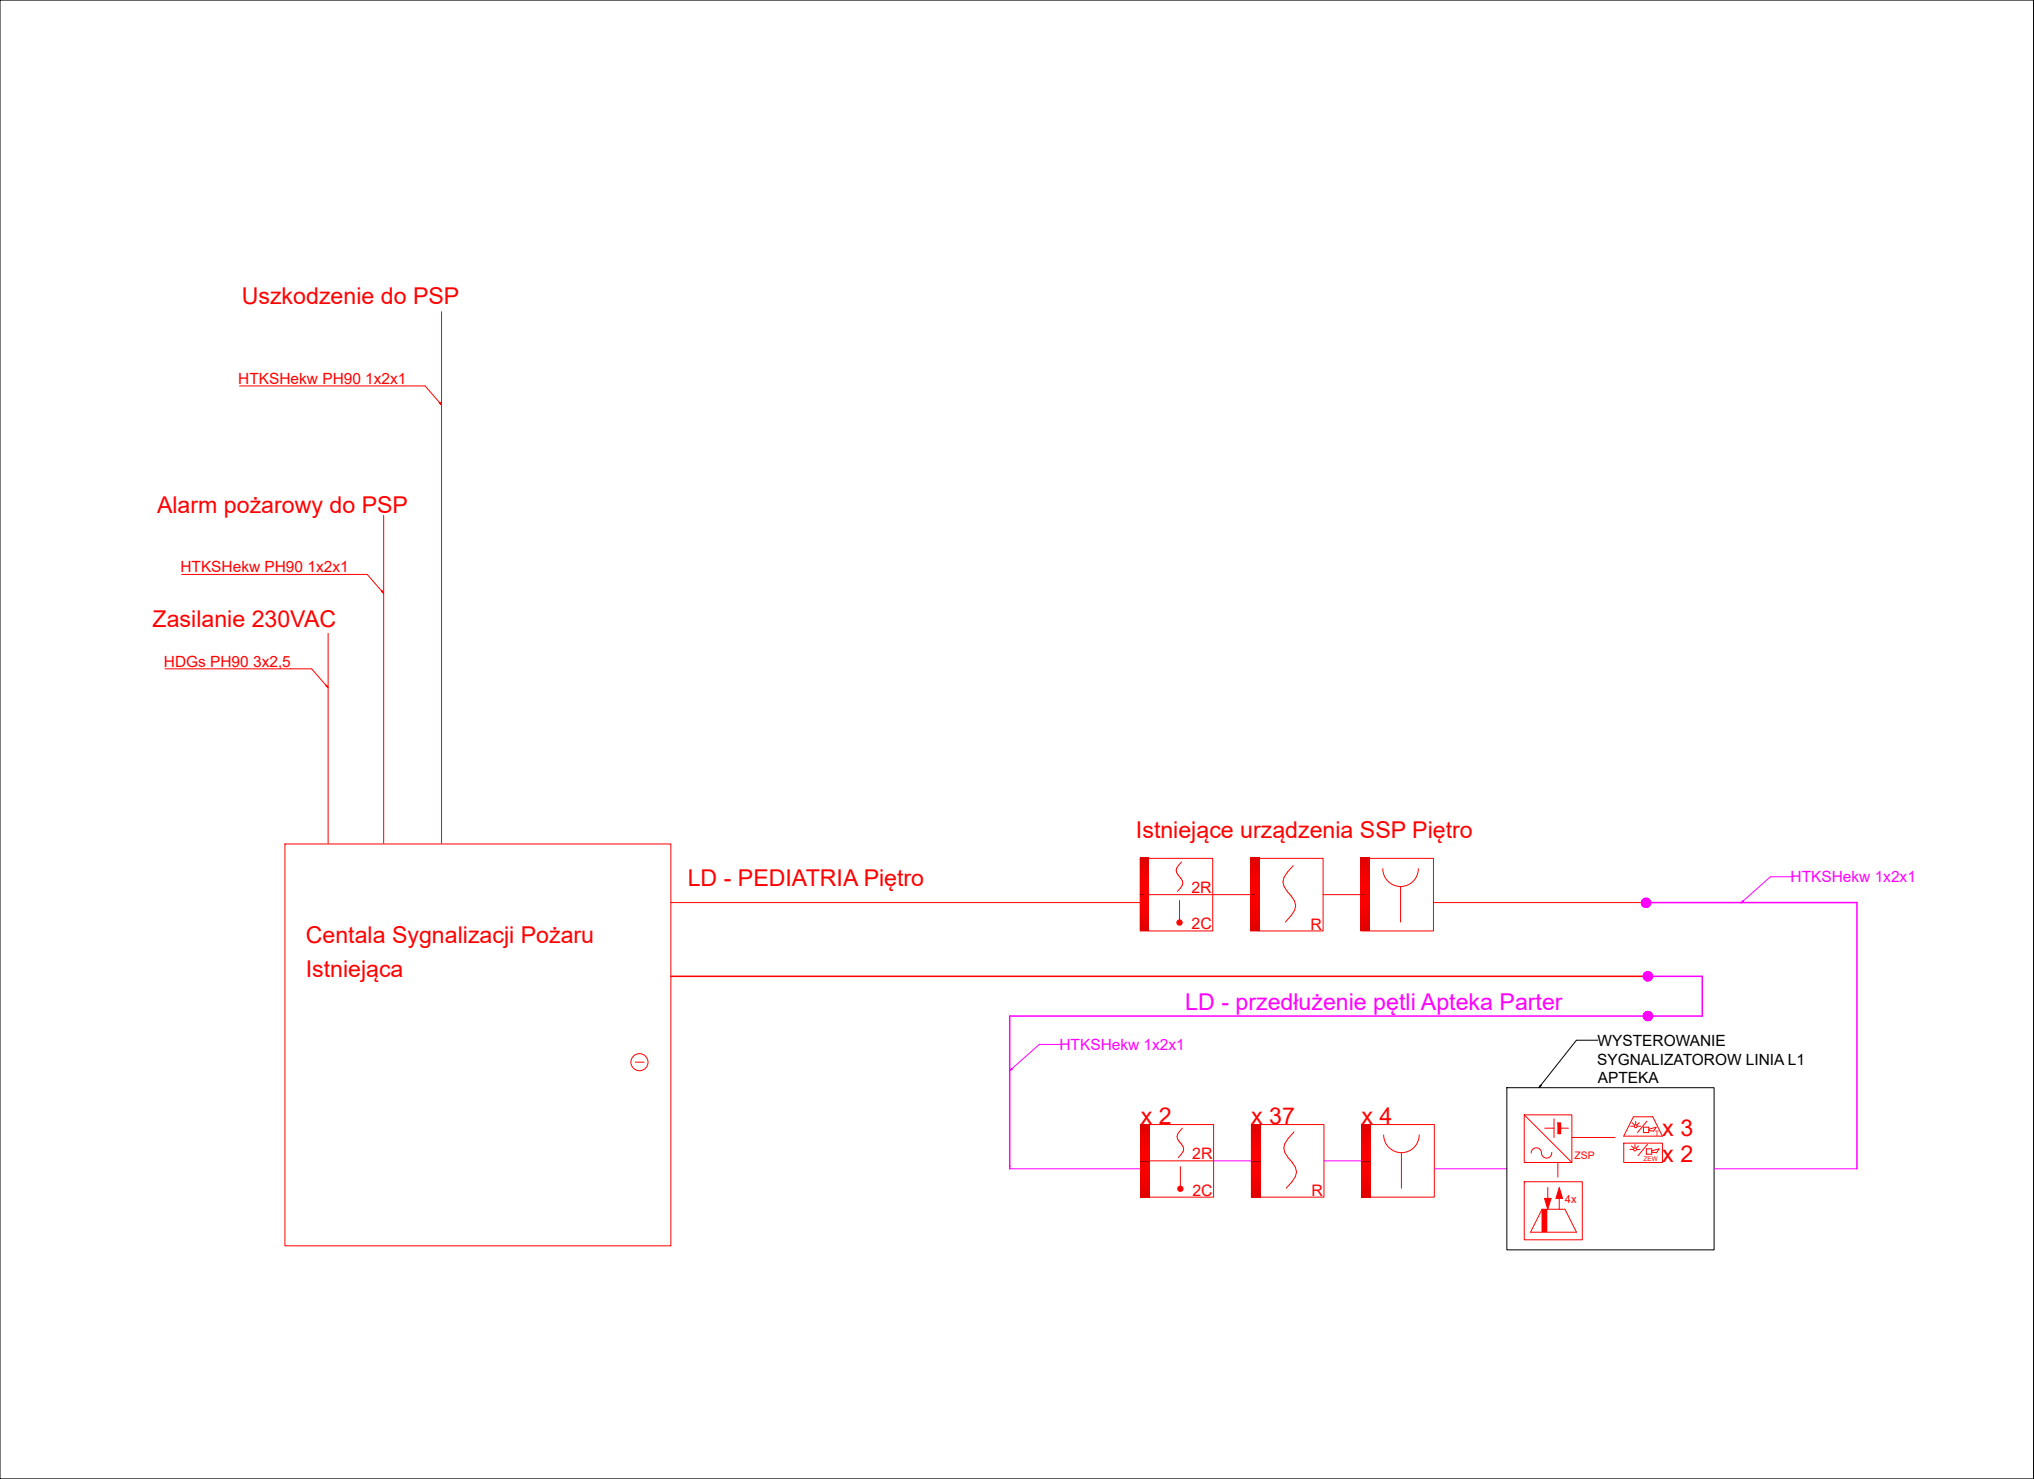 Uszkodzenie do PSP
HTKSHekw PH90 1x2x1
Alarm pożarowy do PSP
HTKSHekw PH90 1x2x1
Zasilanie 230VAC
HDGs PH90 3x2,5
Istniejące urządzenia SSP Piętro
LD - PEDIATRIA Piętro
2R
2C
R
HTKSHekw 1x2x1
Centala Sygnalizacji Pożaru
Istniejąca
LD - przedłużenie pętli Apteka Parter
HTKSHekw 1x2x1
WYSTEROWANIE
SYGNALIZATOROW LINIA L1
APTEKA
x 2
x 37
x 4
2R
2C
R
x 3
x 2
ZEW
ZSP
4x